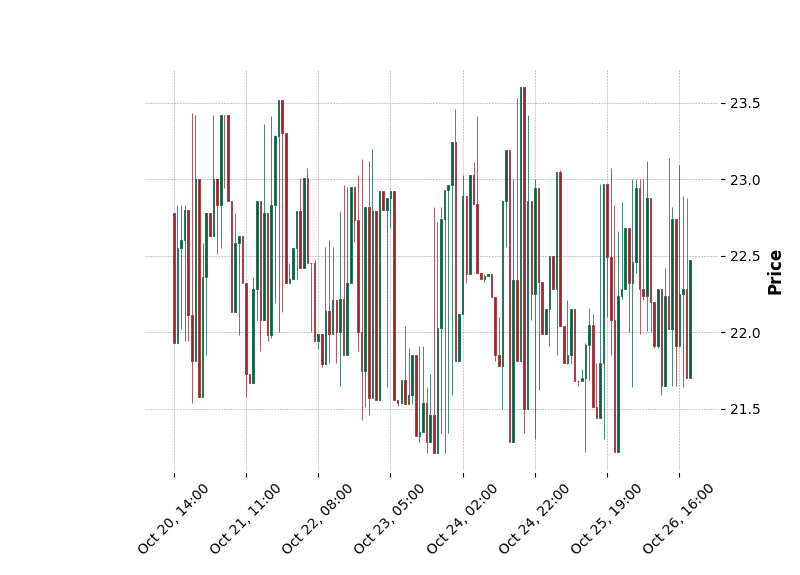 23.5
23.0
22.5
22.0
21.5
Price
Oct 20, 14:00
Oct 21, 11:00
Oct 22, 08:00
Oct 23, 05:00
Oct 24, 02:00
Oct 24, 22:00
Oct 25, 19:00
Oct 26, 16:00